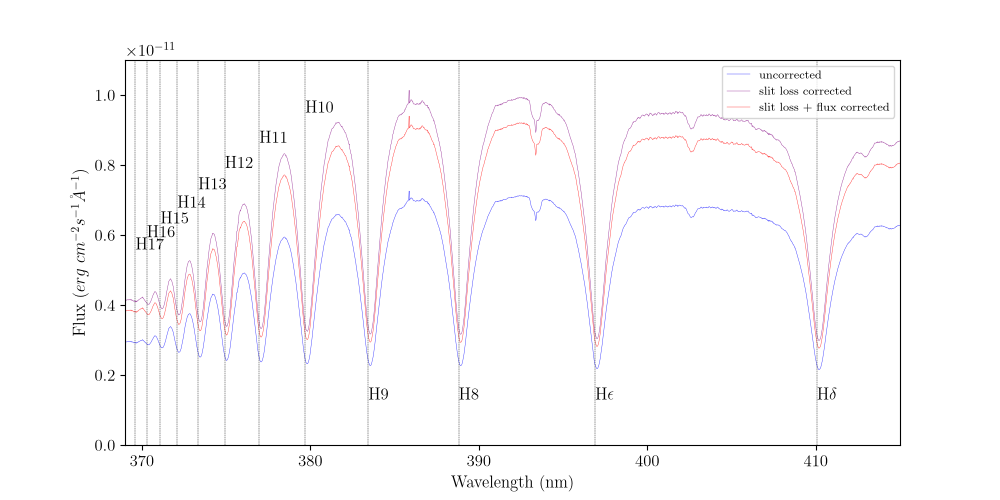 ×10⁻¹¹
uncorrected
slit loss corrected
slit loss + flux corrected
1.0
0.8
0.6
0.4
0.2
0.0
Flux (erg cm⁻²s⁻¹Å⁻¹)
H10
H11
H12
H13
H14
H15
H16
H17
H9
H8
Hϵ
Hδ
370
380
390
400
410
Wavelength (nm)